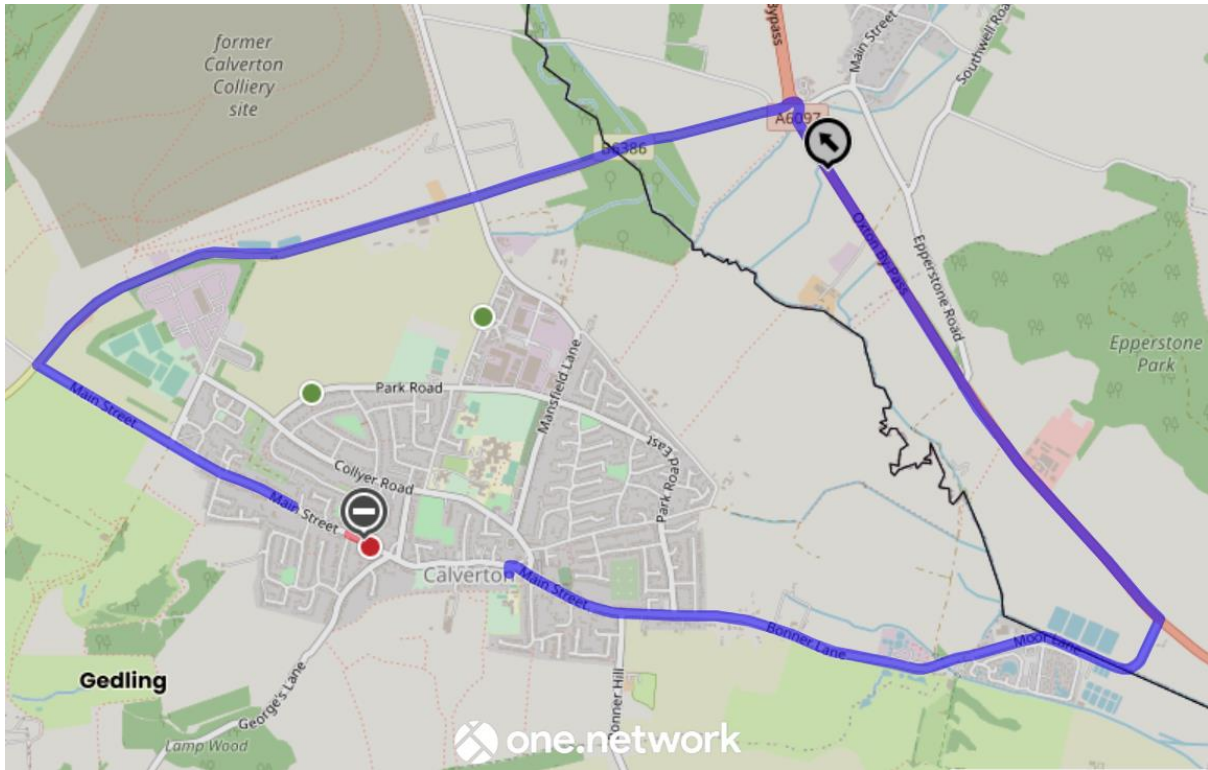 former
Calverton
Colliery
site
Bypass
Main Street
Southwell Road
A6097
B6386
Oxton By-Pass
Epperstone Road
Epperstone
Park
Main Street
Park Road
Mansfield Lane
Park Road East
Collyer Road
Main Street
Calverton
Main Street
Bonner Lane
Moor Lane
Gedling
George's Lane
Lamp Wood
Bonner Hill
one.network